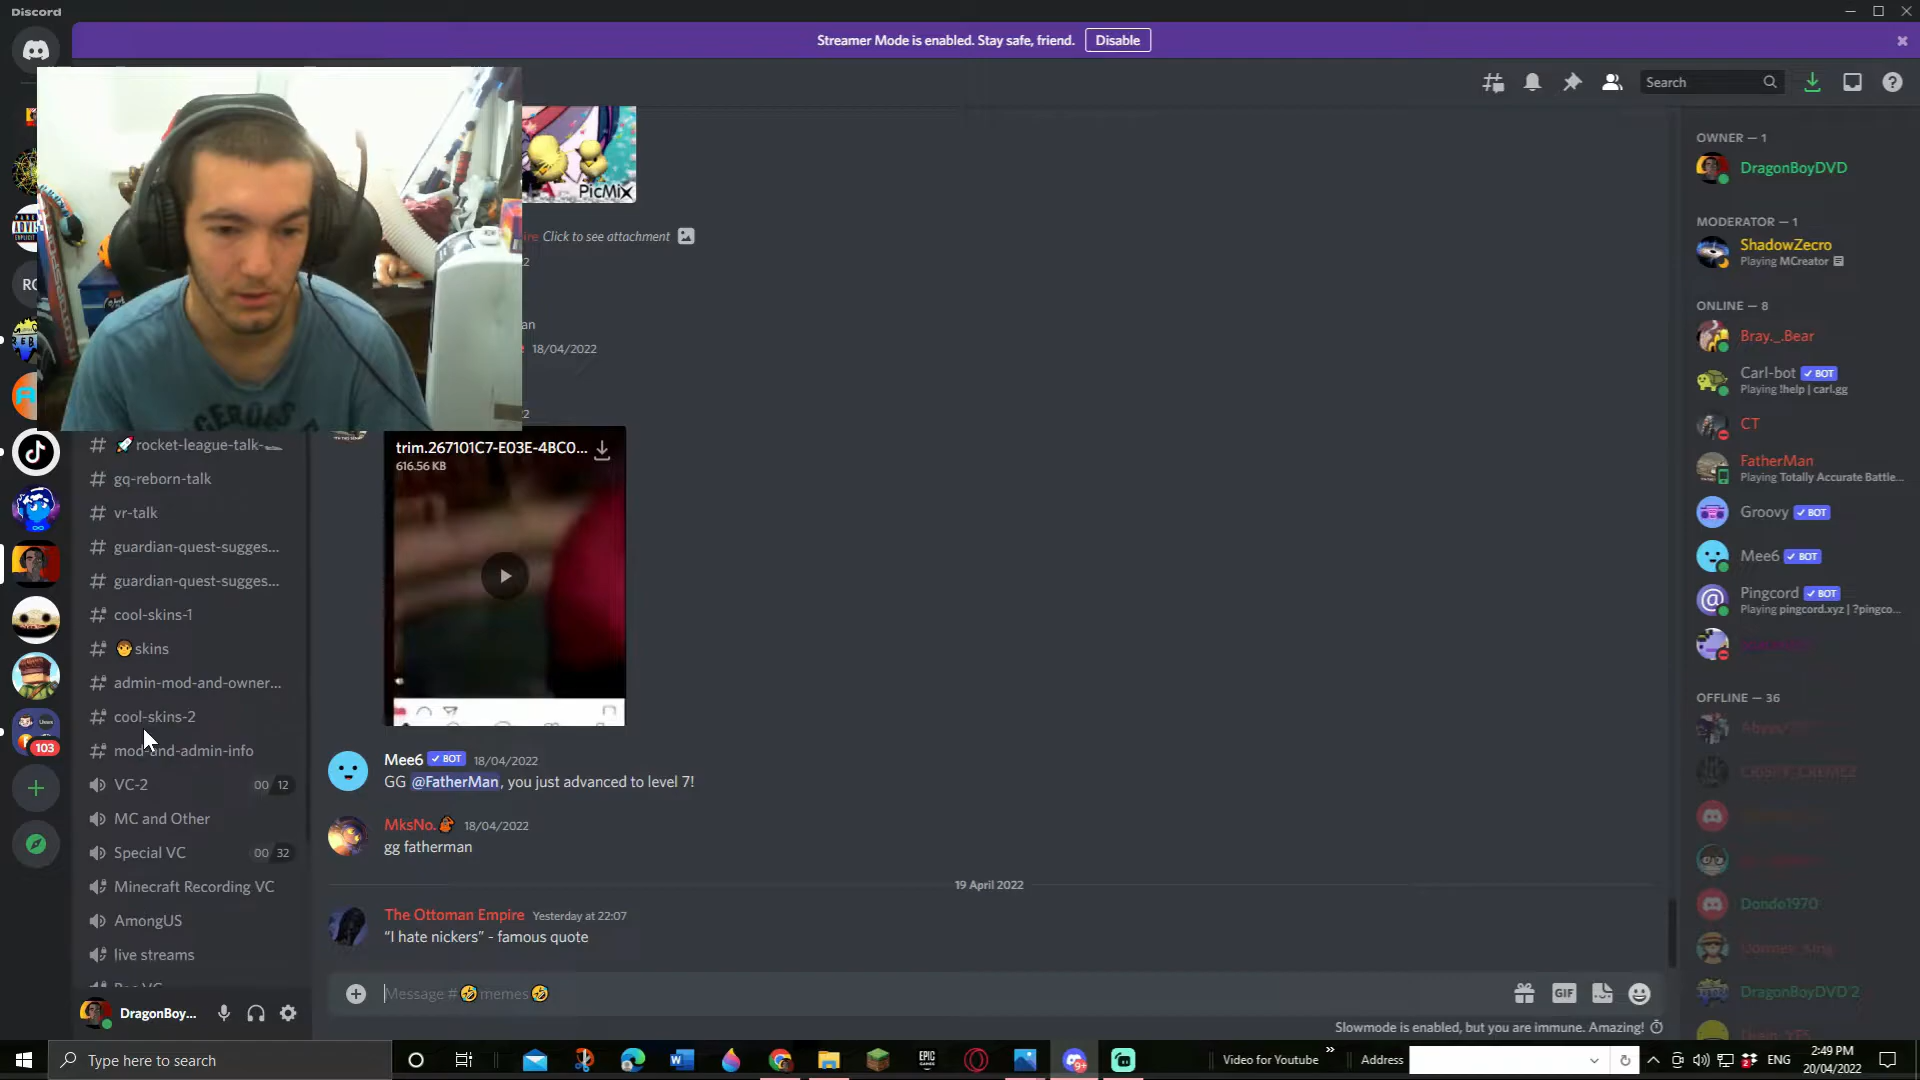 Discord
Streamer Mode is enabled. Stay safe, friend.
Disable
Search
PicMix
Click to see attachment
18/04/2022
trim.267101C7-E03E-4BC0...
616.56 KB
Mee6 BOT 18/04/2022
GG @FatherMan, you just advanced to level 7!
MksNo. 18/04/2022
gg fatherman
19 April 2022
The Ottoman Empire Yesterday at 22:07
“I hate nickers” - famous quote
Message # memes
Slowmode is enabled, but you are immune. Amazing!
rocket-league-talk-
gq-reborn-talk
vr-talk
guardian-quest-sugges...
guardian-quest-sugges...
cool-skins-1
skins
admin-mod-and-owner...
cool-skins-2
mod-and-admin-info
VC-2 00 12
MC and Other
Special VC 00 32
Minecraft Recording VC
AmongUS
live streams
103
DragonBoy...
OWNER — 1
DragonBoyDVD
MODERATOR — 1
ShadowZecro
Playing MCreator
ONLINE — 8
Bray._.Bear
Carl-bot BOT
Playing !help | carl.gg
CT
FatherMan
Playing Totally Accurate Battle...
Groovy BOT
Mee6 BOT
Pingcord BOT
Playing pingcord.xyz | ?pingco...
OFFLINE — 36
Dondo1970
DragonBoyDVD 2
GIF
Type here to search
Video for Youtube
Address
ENG
2:49 PM
20/04/2022